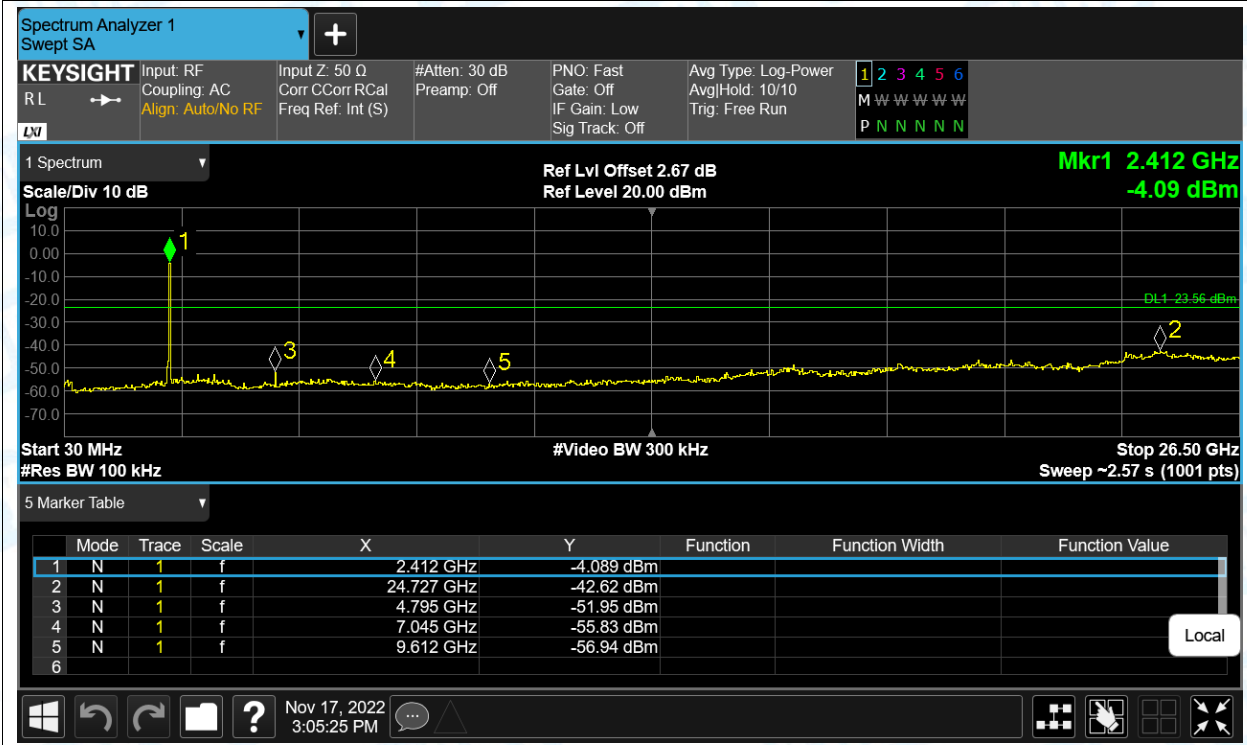 Spectrum Analyzer 1
Swept SA
+
KEYSIGHT
RL
LXI
Input: RF
Coupling: AC
Align: Auto/No RF
Input Z: 50 Ω
Corr CCorr RCal
Freq Ref: Int (S)
#Atten: 30 dB
Preamp: Off
PNO: Fast
Gate: Off
IF Gain: Low
Sig Track: Off
Avg Type: Log-Power
Avg|Hold: 10/10
Trig: Free Run
1 2 3 4 5 6
M W W W W W
P N N N N N
1 Spectrum
Scale/Div 10 dB
Ref Lvl Offset 2.67 dB
Ref Level 20.00 dBm
Mkr1 2.412 GHz
-4.09 dBm
Log
10.0
0.00
-10.0
-20.0
-30.0
-40.0
-50.0
-60.0
-70.0
1
DL1 -23.56 dBm
2
3
4
5
Start 30 MHz
#Res BW 100 kHz
#Video BW 300 kHz
Stop 26.50 GHz
Sweep ~2.57 s (1001 pts)
5 Marker Table
Mode Trace Scale X Y Function Function Width Function Value
1 N 1 f 2.412 GHz -4.089 dBm
2 N 1 f 24.727 GHz -42.62 dBm
3 N 1 f 4.795 GHz -51.95 dBm
4 N 1 f 7.045 GHz -55.83 dBm
5 N 1 f 9.612 GHz -56.94 dBm
6
Local
?
Nov 17, 2022
3:05:25 PM